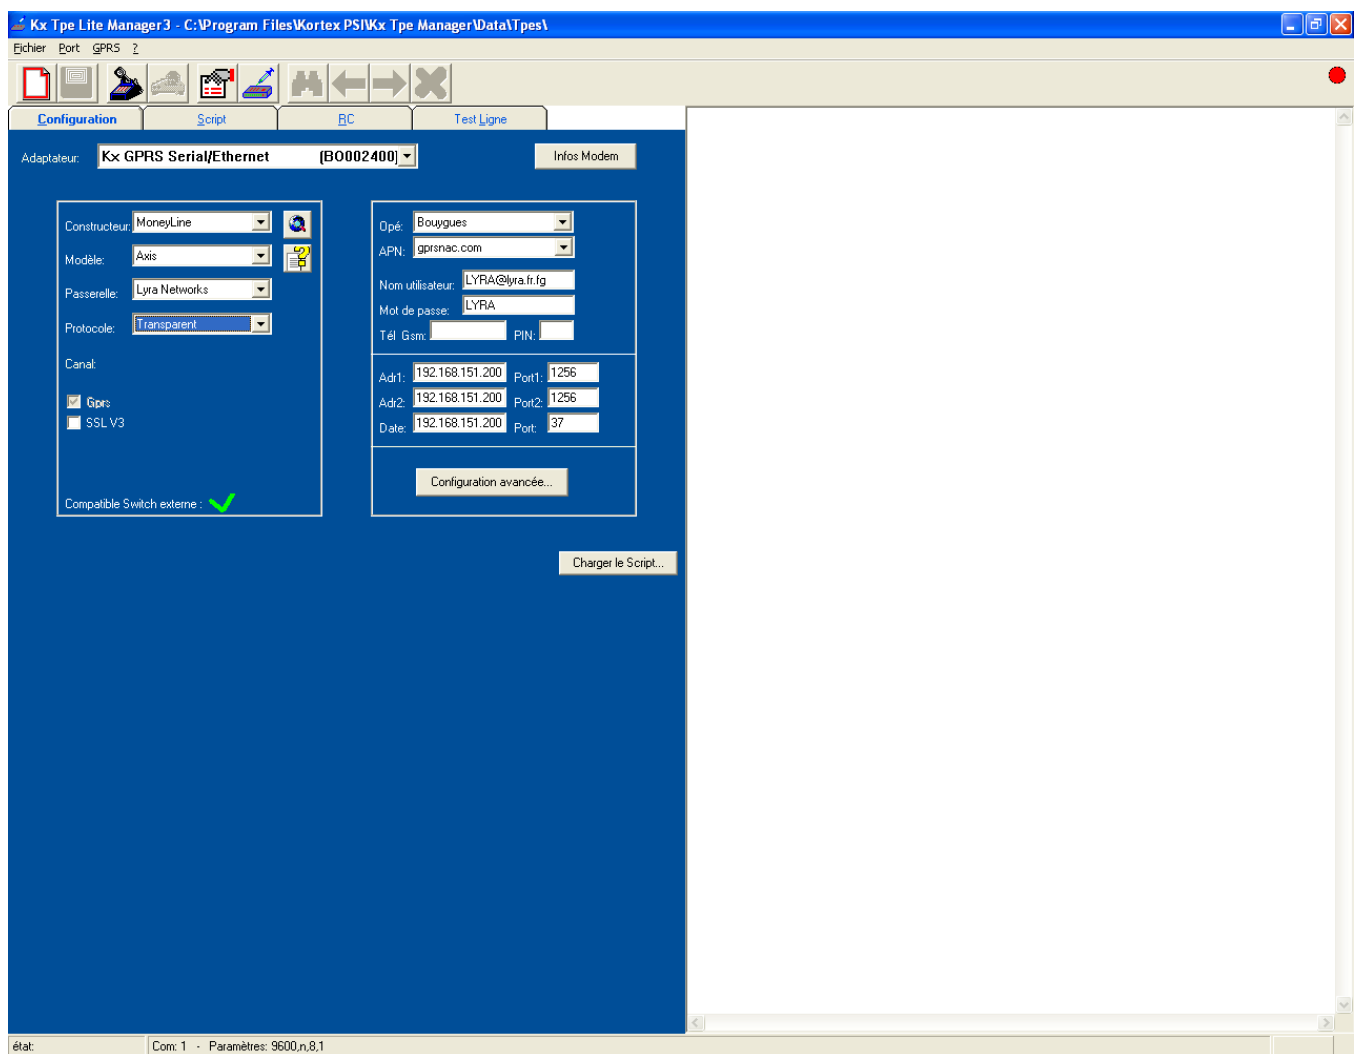 Kx Tpe Lite Manager3 - C:\Program Files\Kortex PSI\Kx Tpe Manager\Data\Tpes\
Fichier Port GPRS ?
Configuration Script RC Test Ligne
Adaptateur: Kx GPRS Serial/Ethernet (BO002400) Infos Modem
Constructeur: MoneyLine
Modèle: Axis
Passerelle: Lyra Networks
Protocole: Transparent
Canal:
Gprs
SSL V3
Compatible Switch externe :
Opé: Bouygues
APN: gprsnac.com
Nom utilisateur: LYRA@lyra.fr.fg
Mot de passe: LYRA
Tél Gsm: PIN:
Adr1: 192.168.151.200 Port1: 1256
Adr2: 192.168.151.200 Port2: 1256
Date: 192.168.151.200 Port: 37
Configuration avancée...
Charger le Script...
état: Com: 1 - Paramètres: 9600,n,8,1